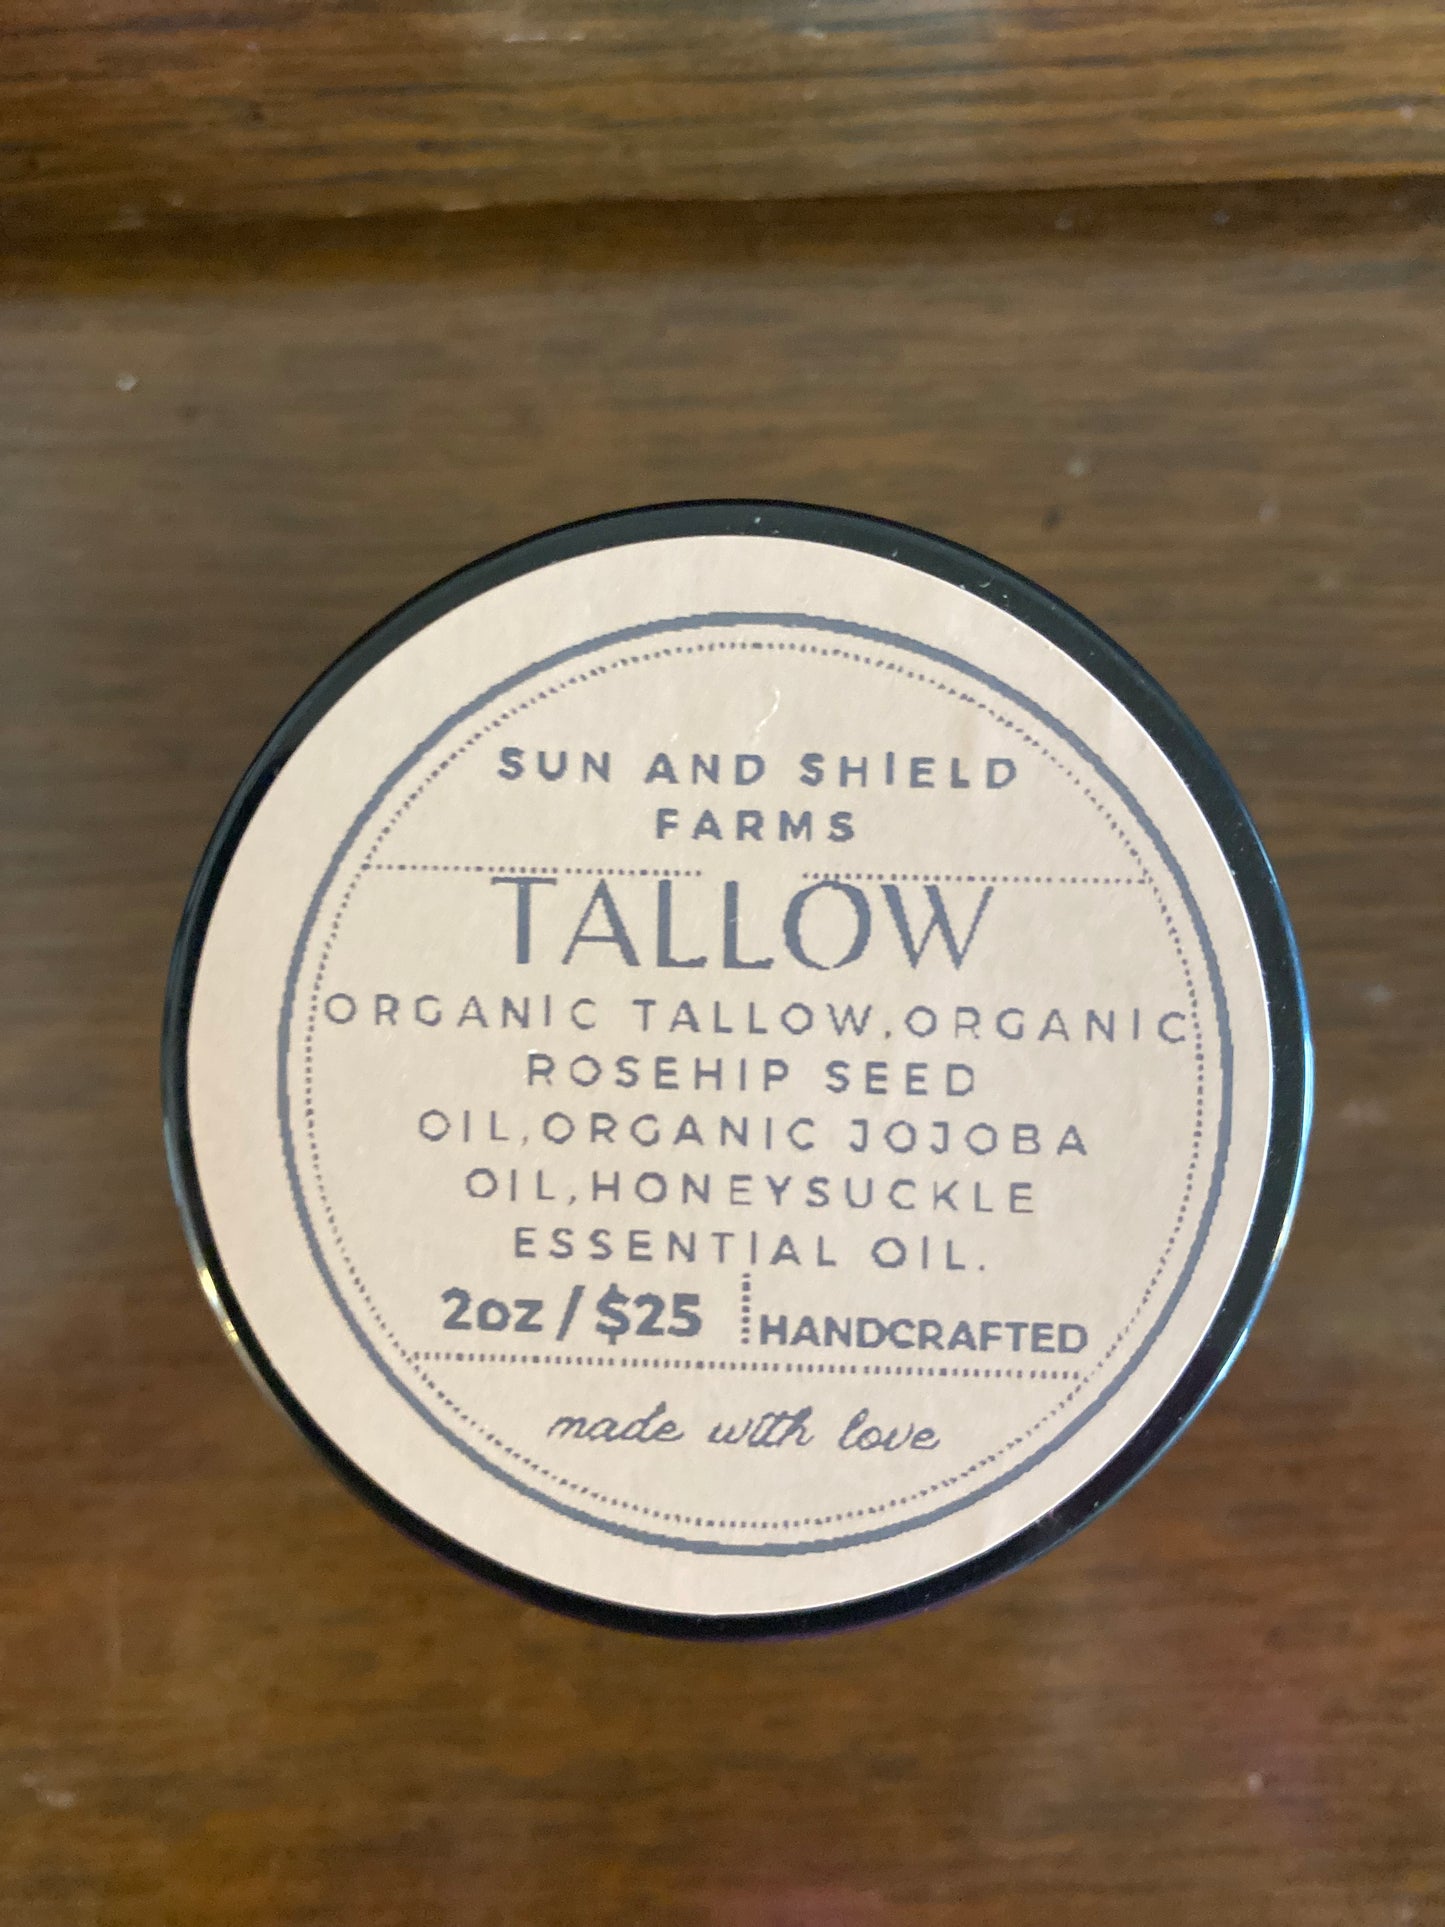 SUN AND SHIELD
FARMS
TALLOW
ORGANIC TALLOW,ORGANIC
ROSEHIP SEED
OIL,ORGANIC JOJOBA
OIL,HONEYSUCKLE
ESSENTIAL OIL.
2oz / $25 HANDCRAFTED
made with love